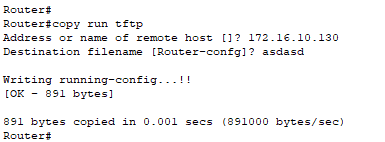 Router#
Router#copy run tftp
Address or name of remote host []? 172.16.10.130
Destination filename [Router-confg]? asdasd
Writing running-config...!!
[OK - 891 bytes]
891 bytes copied in 0.001 secs (891000 bytes/sec)
Router#